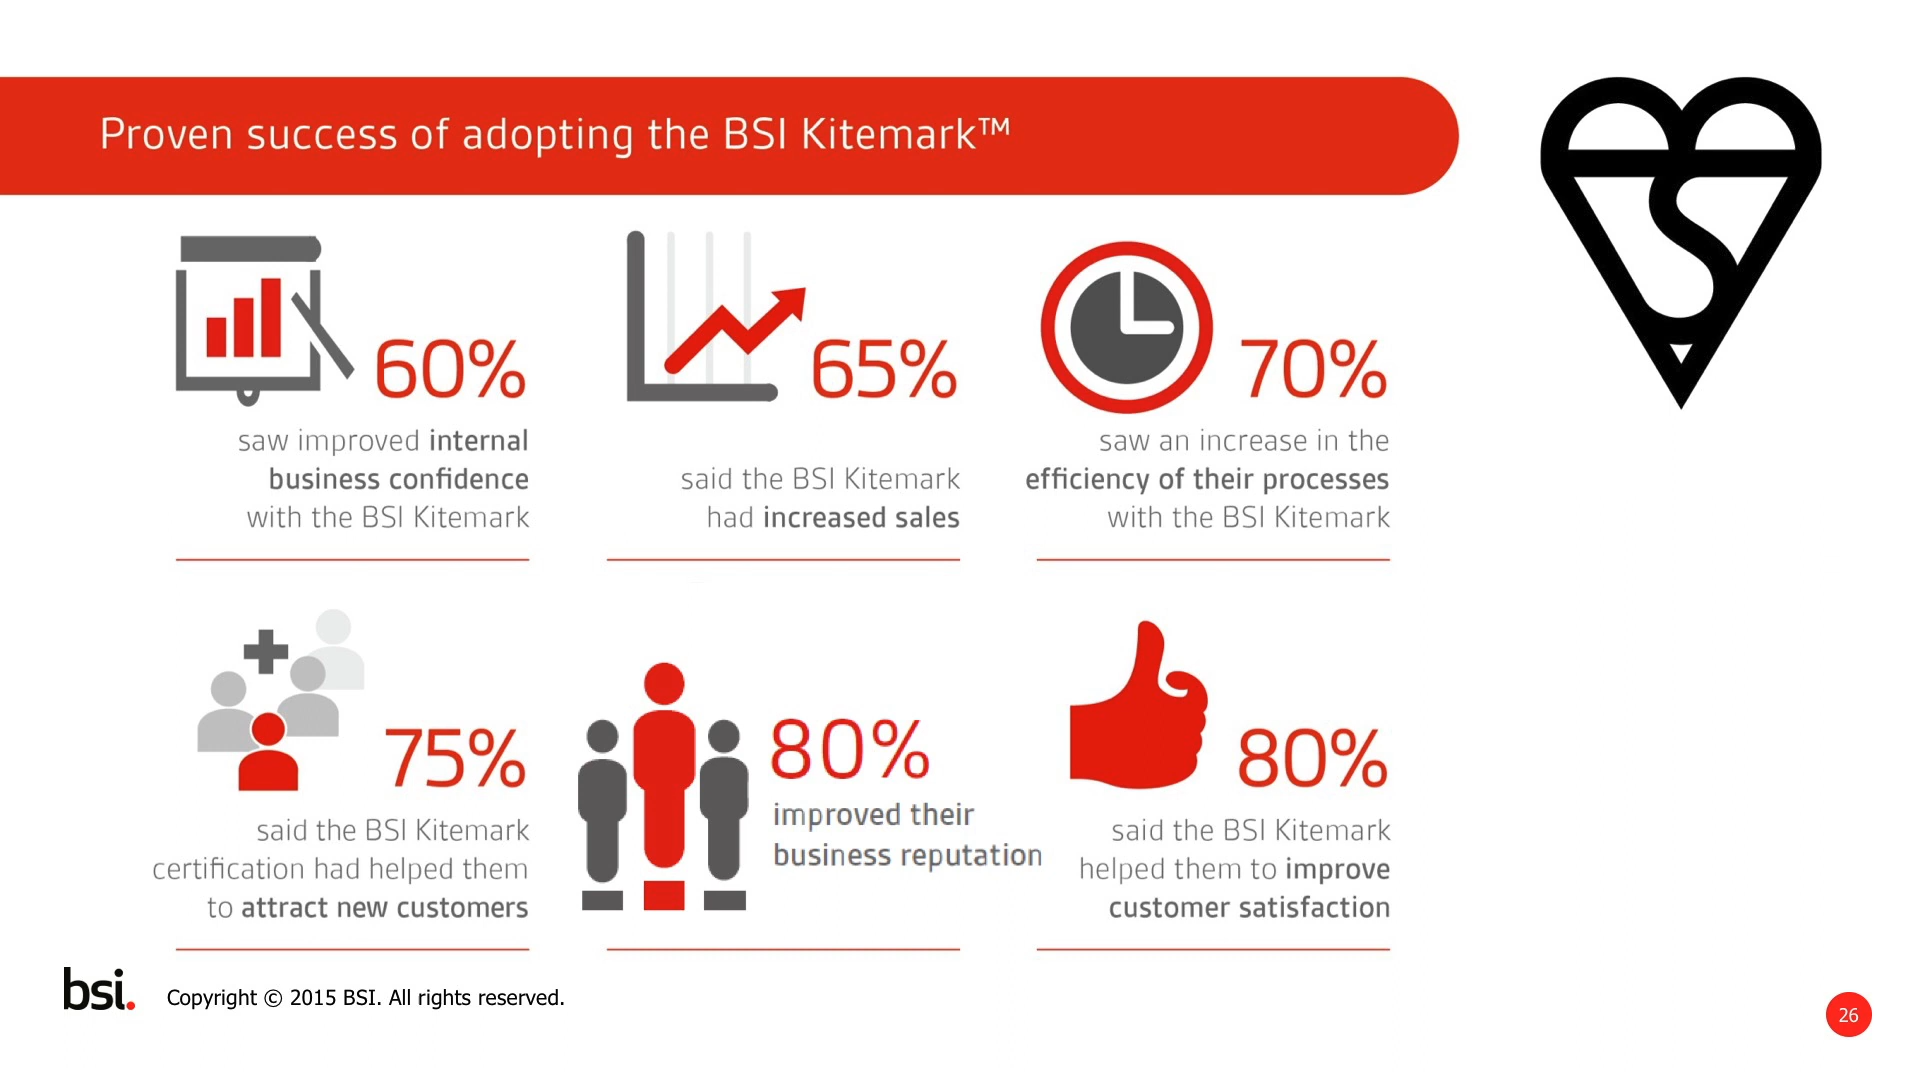 Proven success of adopting the BSI Kitemark™
60%
saw improved internal
business confidence
with the BSI Kitemark
65%
said the BSI Kitemark
had increased sales
70%
saw an increase in the
efficiency of their processes
with the BSI Kitemark
75%
said the BSI Kitemark
certification had helped them
to attract new customers
80%
improved their
business reputation
80%
said the BSI Kitemark
helped them to improve
customer satisfaction
bsi.
Copyright © 2015 BSI. All rights reserved.
26